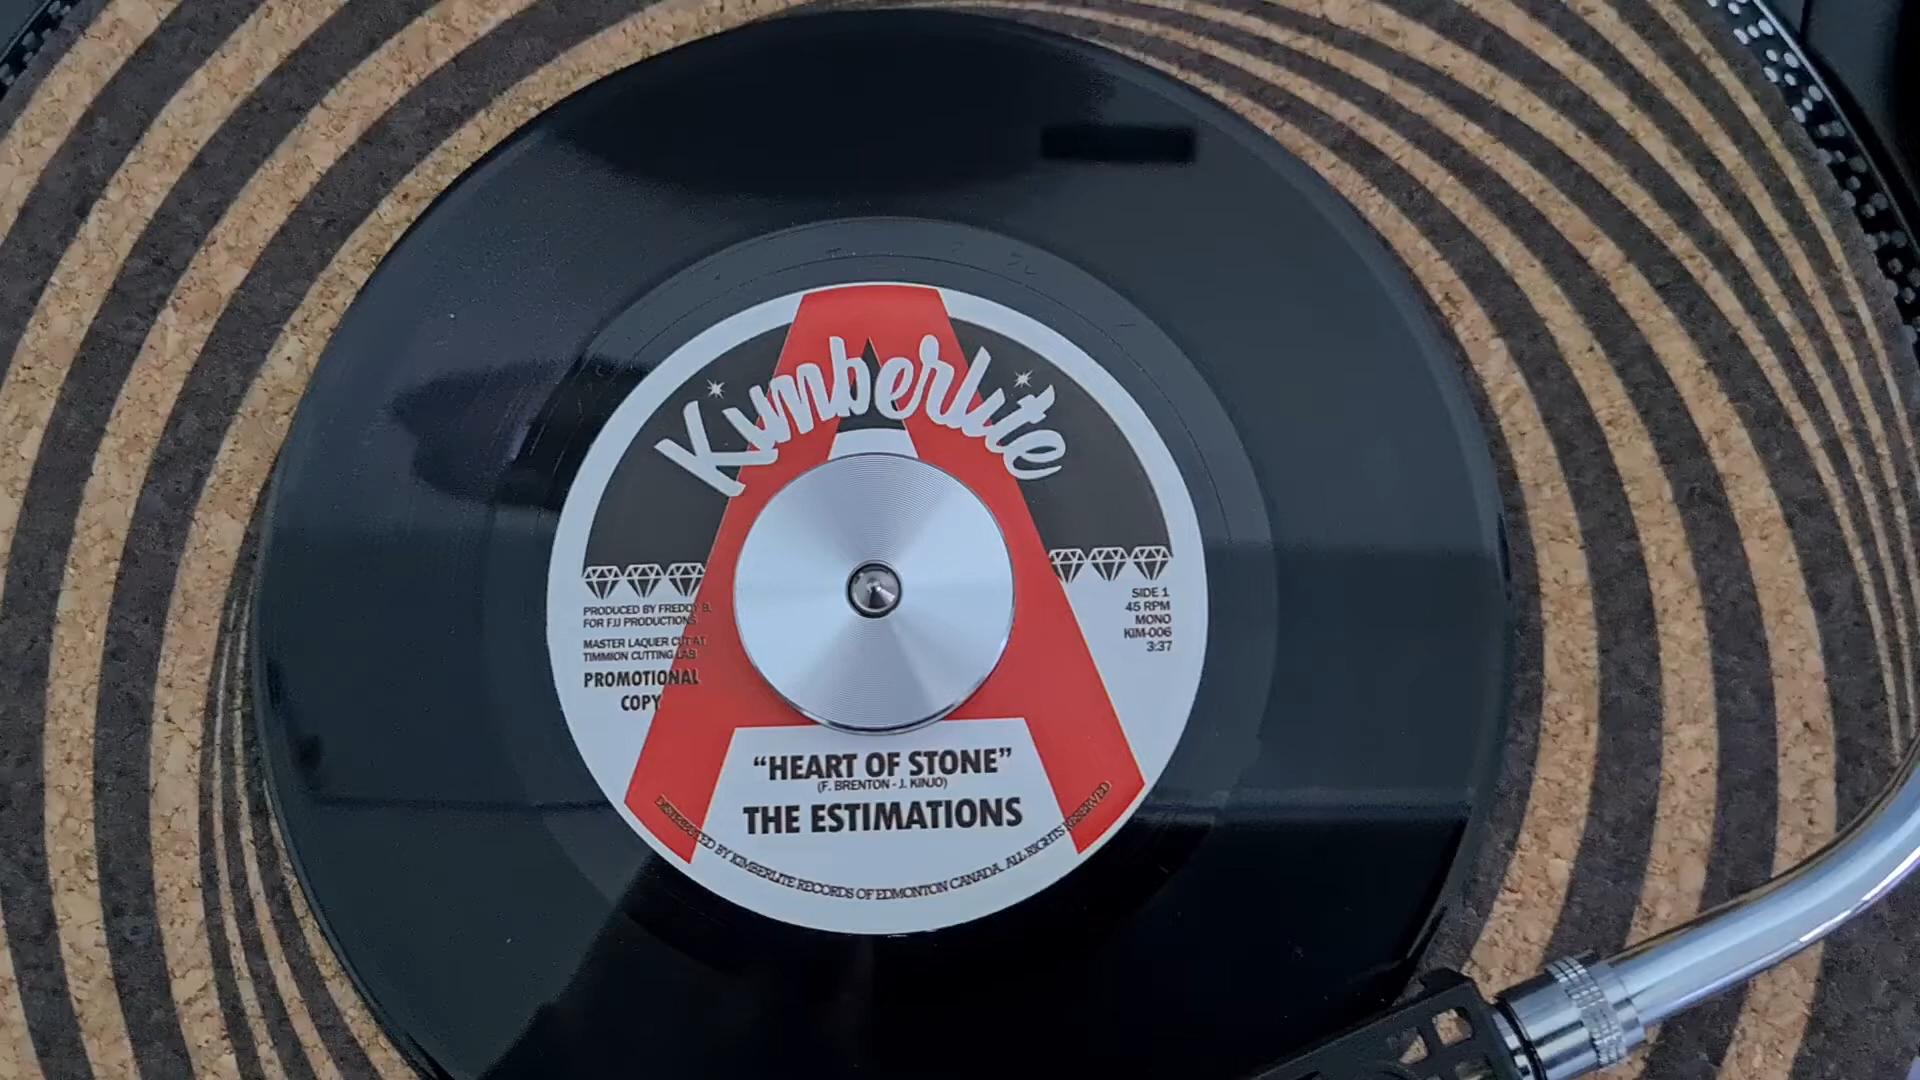 Kimberlite
PRODUCED BY FREDDY B.
FOR FJJ PRODUCTIONS
MASTER LAQUER CUT AT
TIMMION CUTTING LAB
PROMOTIONAL
COPY
SIDE 1
45 RPM
MONO
KIM-006
3:37
“HEART OF STONE”
(F. BRENTON - J. KINJO)
THE ESTIMATIONS
DISTRIBUTED BY KIMBERLITE RECORDS OF EDMONTON CANADA. ALL RIGHTS RESERVED